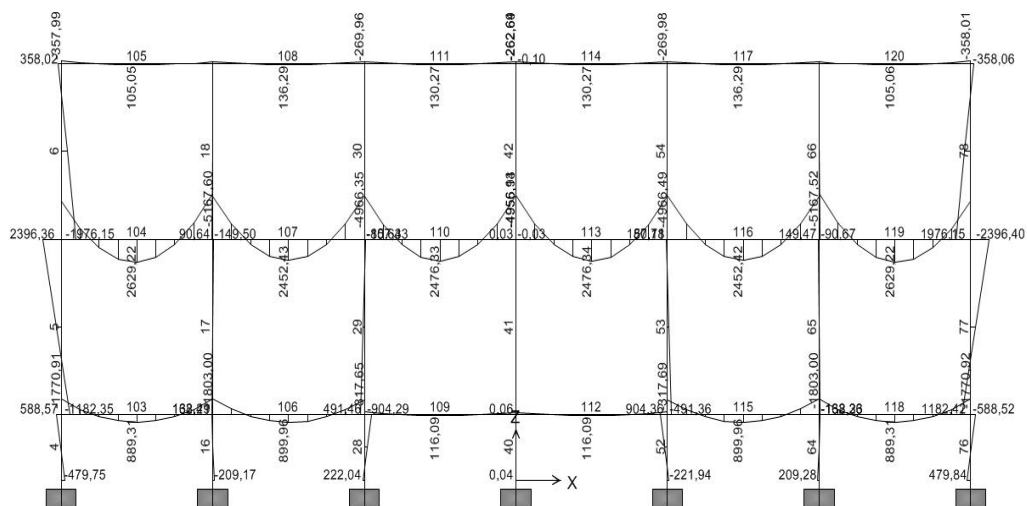 -357,99 -269,96 -269,98 -358,01
358,02 105 108 111 -0,10 114 117 120 -358,06
105,05 136,29 130,27 130,27 136,29 105,06
6 18 30 42 54 66 78
-5167,60 -4966,35 -4966,49 -5167,52
2396,36 -1976,15 104 90,64 -149,50 107 110 0,03 -0,03 113 116 149,47 -90,67 119 1976,15 -2396,40
2629,22 2452,43 2476,33 2476,34 2452,42 2629,22
5 17 29 41 53 65 77
-1770,91 -1803,00 -317,65 -317,69 -1803,00 -1770,92
588,57 -1182,35 103 106 491,46 -904,29 109 0,06 112 904,36 -491,36 115 118 1182,42 -588,52
Z
889,31 899,96 116,09 116,09 899,96 889,31
4 16 28 40 52 64 76
-479,75 -209,17 222,04 0,04 X -221,94 209,28 479,84